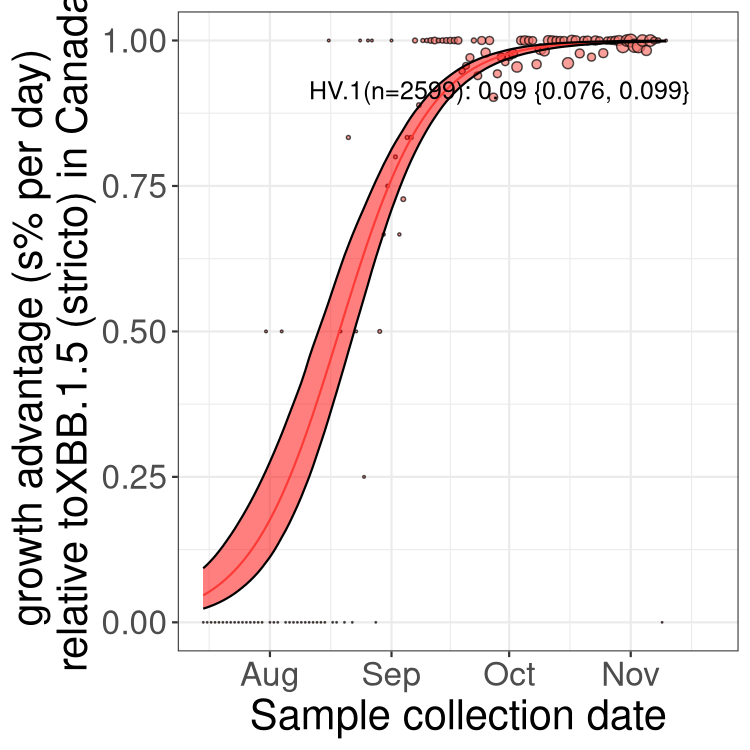 growth advantage (s% per day)
relative toXBB.1.5 (stricto) in Canada
1.00
0.75
0.50
0.25
0.00
HV.1(n=2599): 0.09 {0.076, 0.099}
Aug Sep Oct Nov
Sample collection date